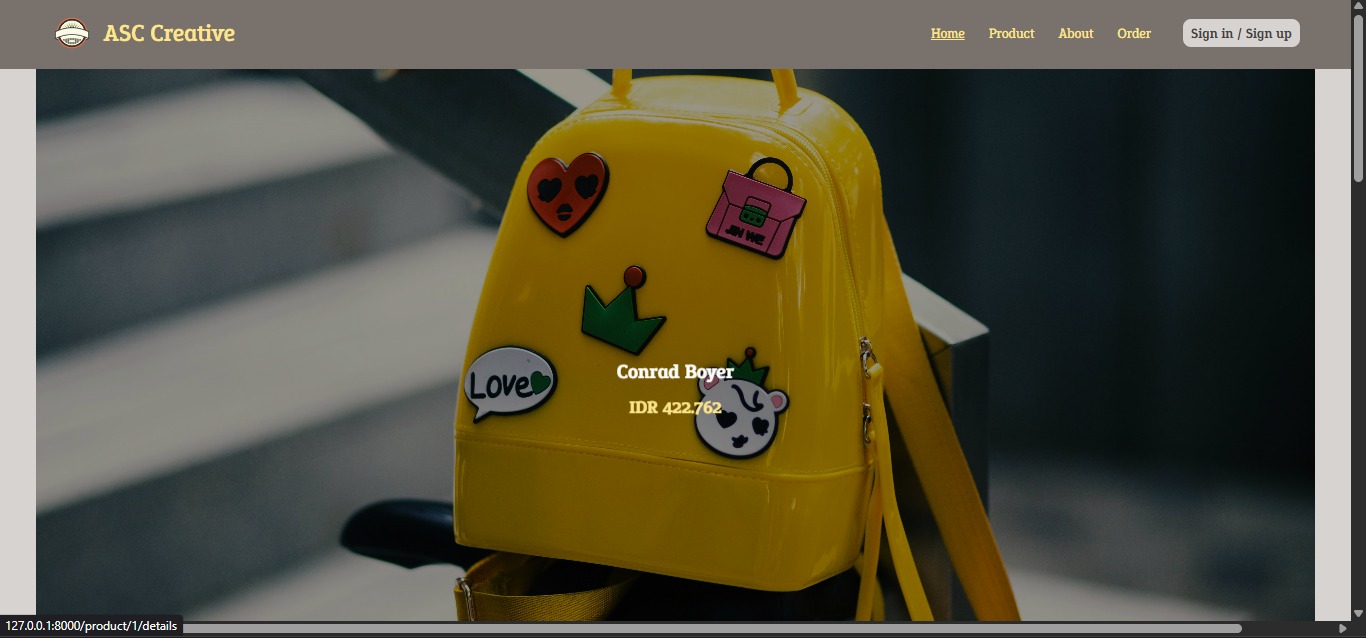 ASC Creative
Home Product About Order Sign in / Sign up
JIN WE
LOVE
Conrad Boyer
IDR 422.762
127.0.0.1:8000/product/1/details